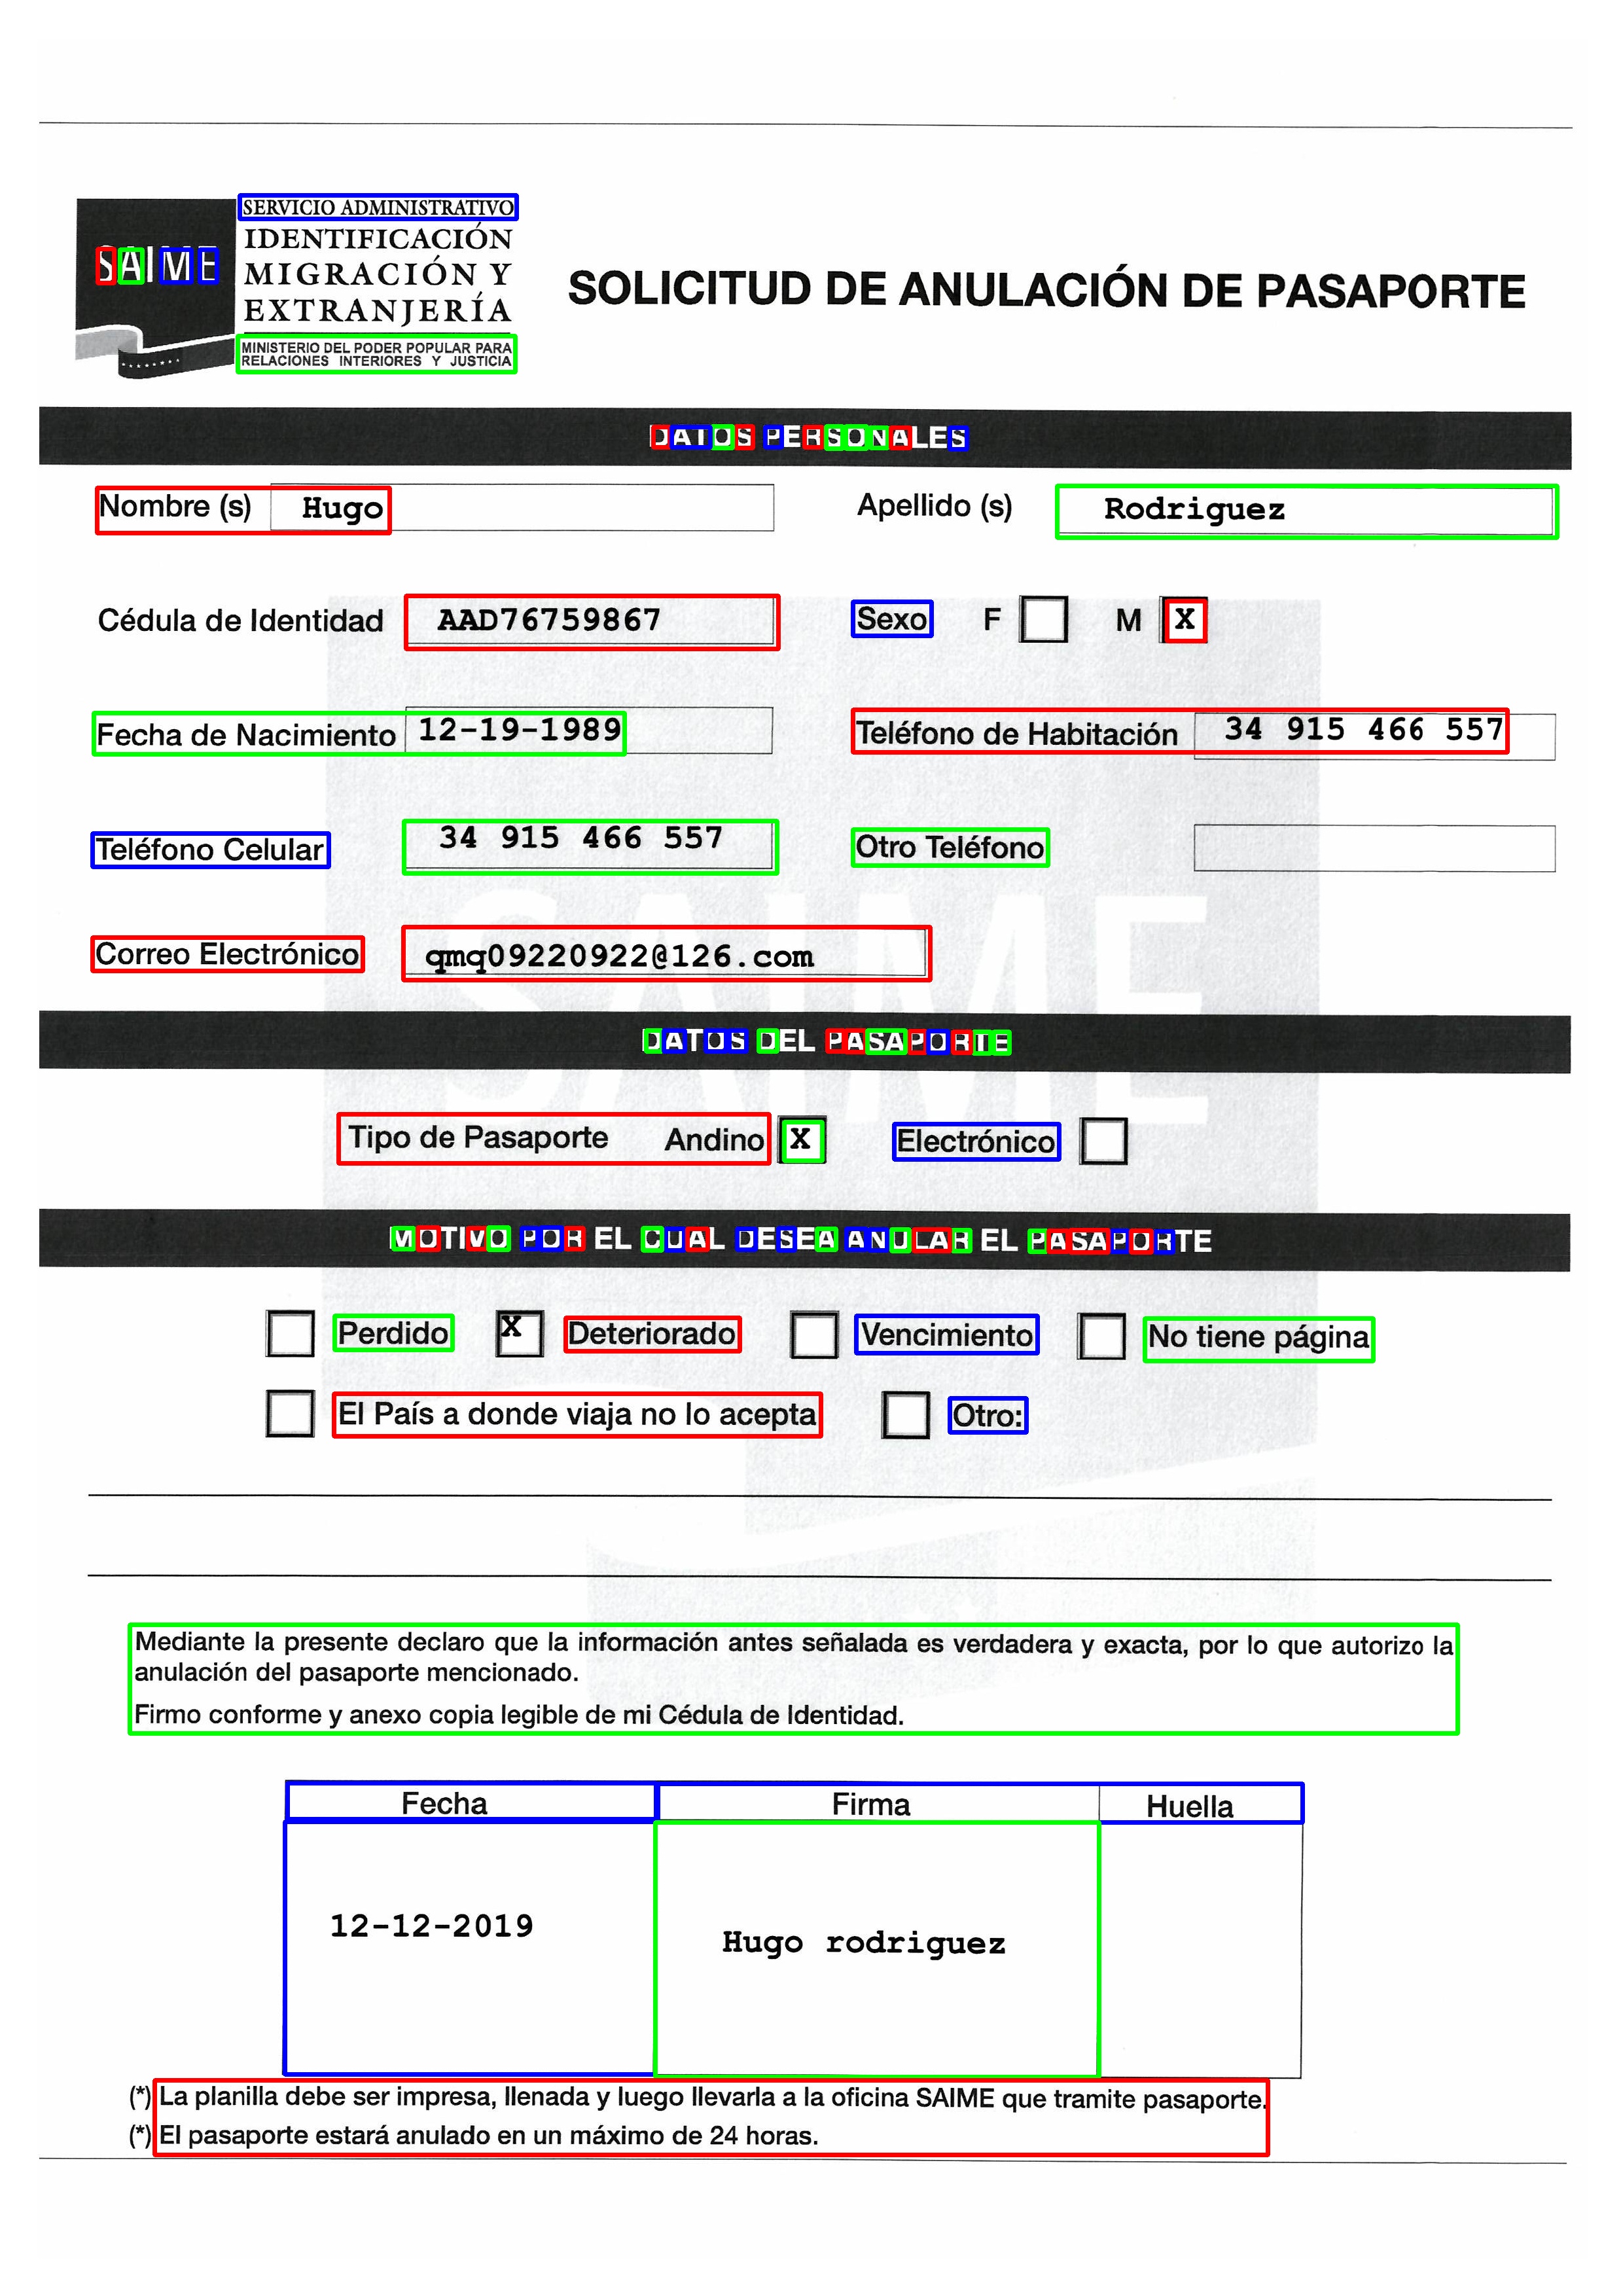 SERVICIO ADMINISTRATIVO
IDENTIFICACIÓN
MIGRACIÓN Y
EXTRANJERÍA
SAIME
MINISTERIO DEL PODER POPULAR PARA
RELACIONES INTERIORES Y JUSTICIA
SOLICITUD DE ANULACIÓN DE PASAPORTE
DATOS PERSONALES
Nombre (s) Hugo Apellido (s) Rodriguez
Cédula de Identidad AAD76759867 Sexo F M X
Fecha de Nacimiento 12-19-1989 Teléfono de Habitación 34 915 466 557
Teléfono Celular 34 915 466 557 Otro Teléfono
Correo Electrónico qmq09220922@126.com
SAIME
DATOS DEL PASAPORTE
Tipo de Pasaporte Andino X Electrónico
MOTIVO POR EL CUAL DESEA ANULAR EL PASAPORTE
Perdido X Deteriorado Vencimiento No tiene página
El País a donde viaja no lo acepta Otro:
Mediante la presente declaro que la información antes señalada es verdadera y exacta, por lo que autorizo la
anulación del pasaporte mencionado.
Firmo conforme y anexo copia legible de mi Cédula de Identidad.
Fecha Firma Huella
12-12-2019 Hugo rodriguez
(*) La planilla debe ser impresa, llenada y luego llevarla a la oficina SAIME que tramite pasaporte.
(*) El pasaporte estará anulado en un máximo de 24 horas.